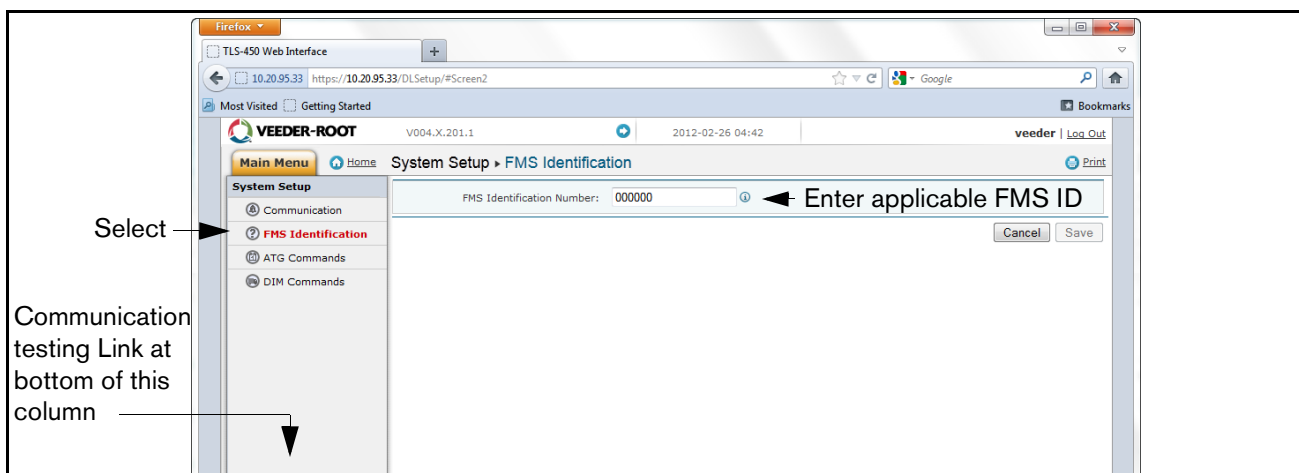 Firefox
TLS-450 Web Interface
+
10.20.95.33 https://10.20.95.33/DLSetup/#Screen2
Google
Most Visited Getting Started
Bookmarks
VEEDER-ROOT V004.X.201.1 2012-02-26 04:42 veeder | Log Out
Main Menu Home System Setup ▸ FMS Identification Print
System Setup
Communication
FMS Identification
ATG Commands
DIM Commands
FMS Identification Number: 000000
Enter applicable FMS ID
Cancel Save
Select
Communication
testing Link at
bottom of this
column